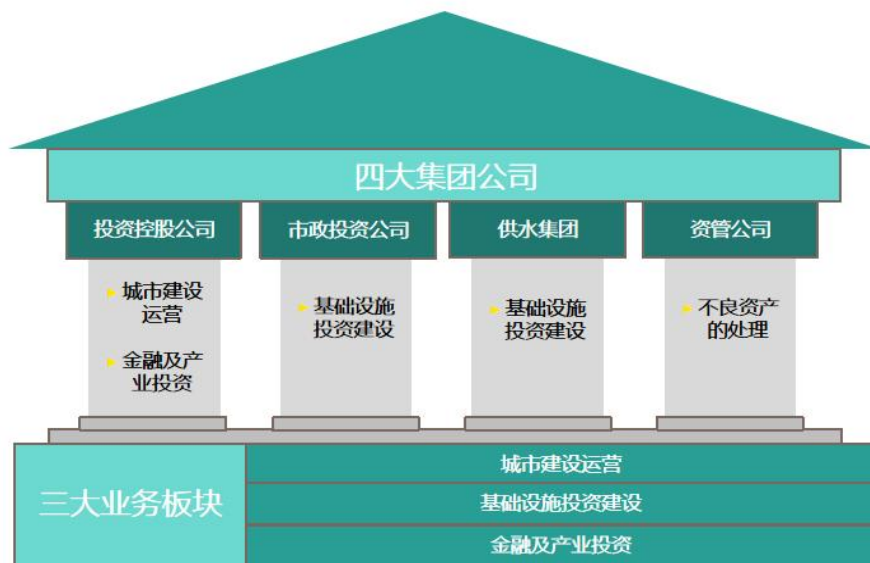 四大集团公司
投资控股公司
市政投资公司
供水集团
资管公司
城市建设
运营
金融及产
业投资
基础设施
投资建设
基础设施
投资建设
不良资产
的处理
三大业务板块
城市建设运营
基础设施投资建设
金融及产业投资